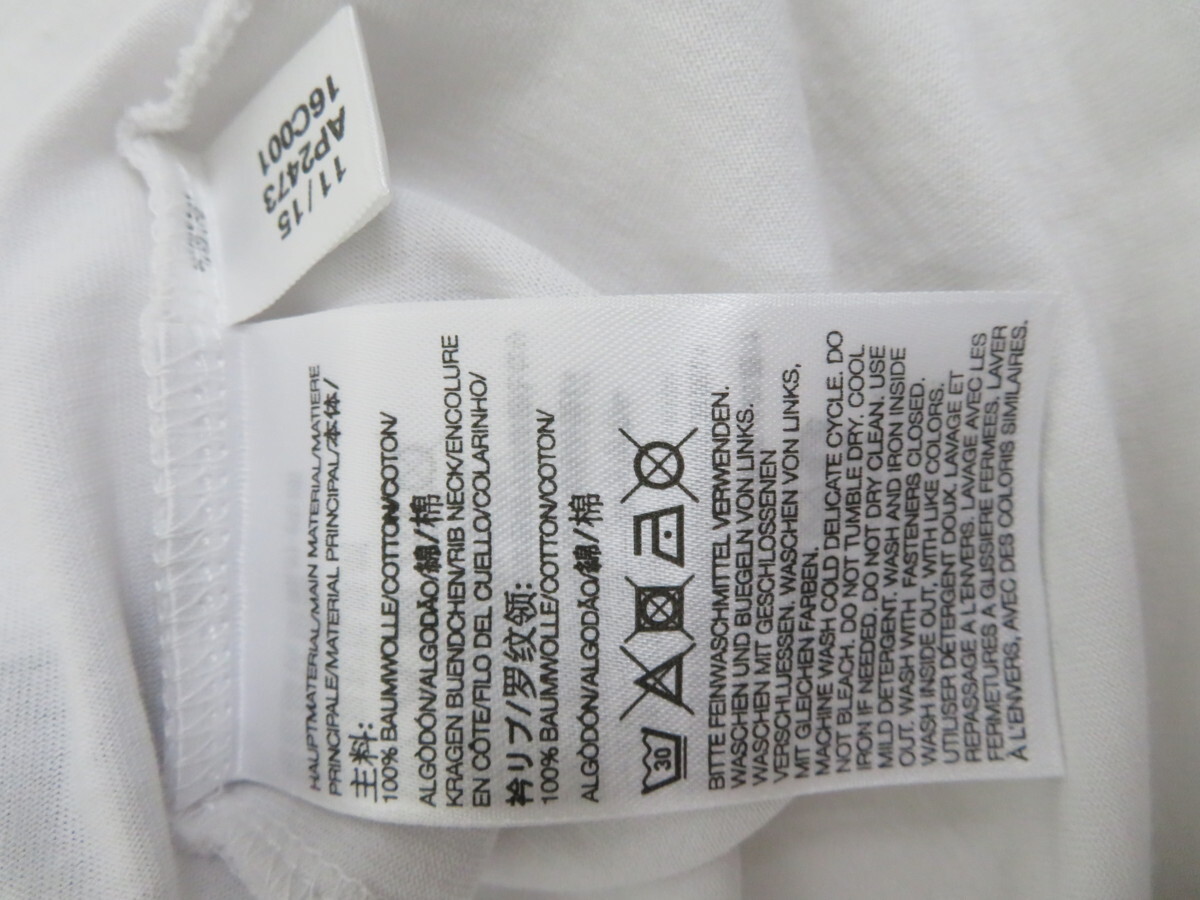 16C001
AP2473
11/15
HAUPTMATERIAL/MAIN MATERIAL/MATIERE
PRINCIPALE/MATERIAL PRINCIPAL/本体/
主料:
100% BAUMWOLLE/COTTON/COTON/
ALGODÓN/ALGODÃO/綿/棉
KRAGEN BUENDCHEN/RIB NECK/ENCOLURE
EN CÔTE/FILO DEL CUELLO/COLARINHO/
衿リブ/罗纹领:
100% BAUMWOLLE/COTTON/COTON/
ALGODÓN/ALGODÃO/綿/棉
30
BITTE FEINWASCHMITTEL VERWENDEN.
WASCHEN UND BUEGELN VON LINKS.
WASCHEN MIT GESCHLOSSENEN
VERSCHLUESSEN. WASCHEN VON LINKS,
MIT GLEICHEN FARBEN.
MACHINE WASH COLD DELICATE CYCLE. DO
NOT BLEACH. DO NOT TUMBLE DRY. COOL
IRON IF NEEDED. DO NOT DRY CLEAN. USE
MILD DETERGENT. WASH AND IRON INSIDE
OUT. WASH WITH FASTENERS CLOSED.
WASH INSIDE OUT, WITH LIKE COLORS.
UTILISER DÉTERGENT DOUX. LAVAGE ET
REPASSAGE A L'ENVERS. LAVAGE AVEC LES
FERMETURES A GLISSIERE FERMEES. LAVER
À L'ENVERS, AVEC DES COLORIS SIMILAIRES.